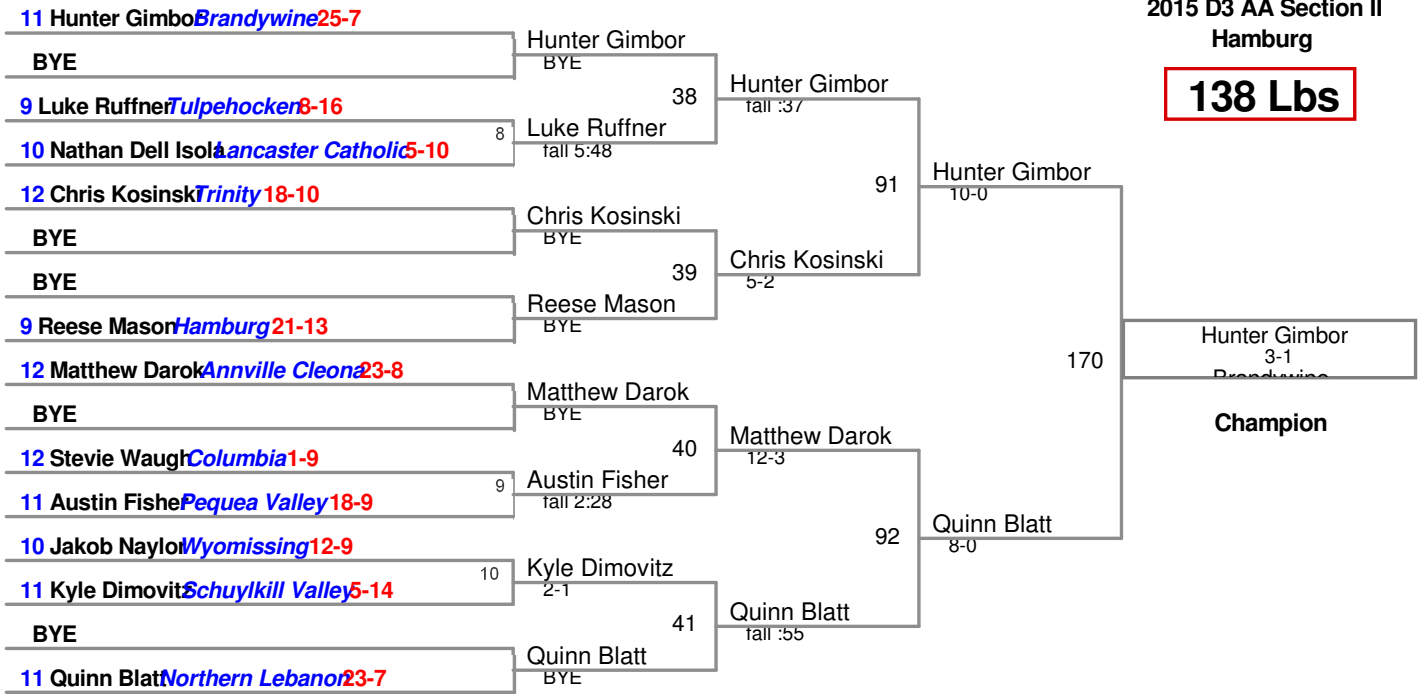 2015 D3 AA Section II
Hamburg
138 Lbs
11 Hunter Gimbor Brandywine 25-7
BYE
9 Luke Ruffner Tulpehocken 8-16
10 Nathan Dell Isola Lancaster Catholic 5-10
12 Chris Kosinski Trinity 18-10
BYE
BYE
9 Reese Mason Hamburg 21-13
12 Matthew Darok Annville Cleona 23-8
BYE
12 Stevie Waugh Columbia 1-9
11 Austin Fisher Pequea Valley 18-9
10 Jakob Naylor Wyomissing 12-9
11 Kyle Dimovitz Schuylkill Valley 5-14
BYE
11 Quinn Blatt Northern Lebanon 23-7
Hunter Gimbor
BYE
8
Luke Ruffner
fall 5:48
Chris Kosinski
BYE
Reese Mason
BYE
Matthew Darok
BYE
9
Austin Fisher
fall 2:28
10
Kyle Dimovitz
2-1
Quinn Blatt
BYE
38
Hunter Gimbor
fall :37
39
Chris Kosinski
5-2
40
Matthew Darok
12-3
41
Quinn Blatt
fall :55
91
Hunter Gimbor
10-0
92
Quinn Blatt
8-0
170
Hunter Gimbor
3-1
Brandywine
Champion